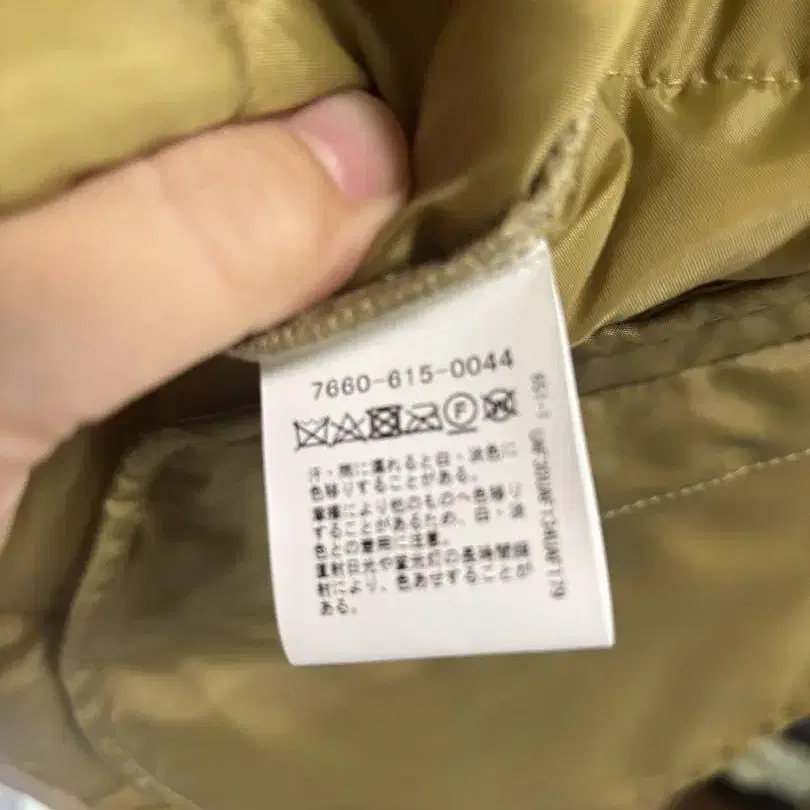 7660-615-0044
F
汗・雨に濡れると白・淡色に
色移りすることがある。
摩擦により他のものへ色移り
することがあるため、白・淡
色との着用に注意。
直射日光や蛍光灯の長時間照
射により、色あせすることが
ある。